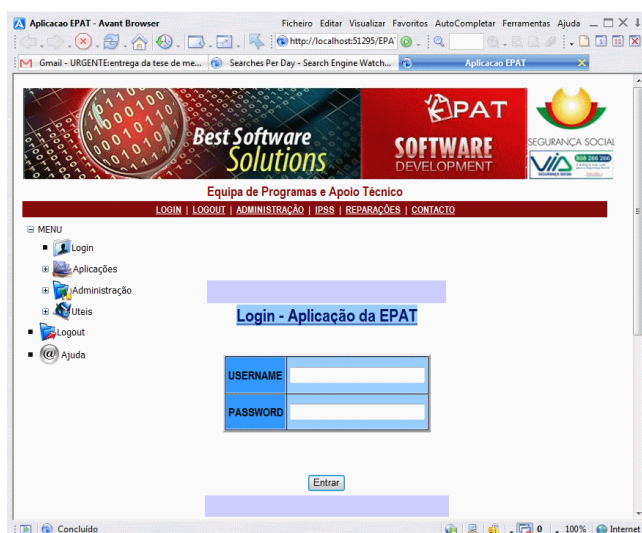 Aplicacao EPAT - Avant Browser
Ficheiro Editar Visualizar Favoritos AutoCompletar Ferramentas Ajuda
http://localhost:51295/EPA
Gmail - URGENTE:entrega da tese de me...
Searches Per Day - Search Engine Watch...
Aplicacao EPAT
Best Software
Solutions
EPAT
SOFTWARE
DEVELOPMENT
SEGURANÇA SOCIAL
VIA
808 266 266
Equipa de Programas e Apoio Técnico
LOGIN | LOGOUT | ADMINISTRAÇÃO | IPSS | REPARAÇÕES | CONTACTO
MENU
Login
Aplicações
Administração
Uteis
Logout
Ajuda
Login - Aplicação da EPAT
USERNAME
PASSWORD
Entrar
Concluído
0
100%
Internet